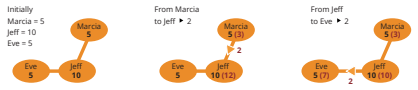 Initially
Marcia = 5
Jeff = 10
Eve = 5
Marcia
5
Eve
5
Jeff
10
From Marcia
to Jeff ▶ 2
Marcia
5 (3)
2
Eve
5
Jeff
10 (12)
From Jeff
to Eve ▶ 2
Marcia
5 (3)
Eve
5 (7)
2
Jeff
10 (10)